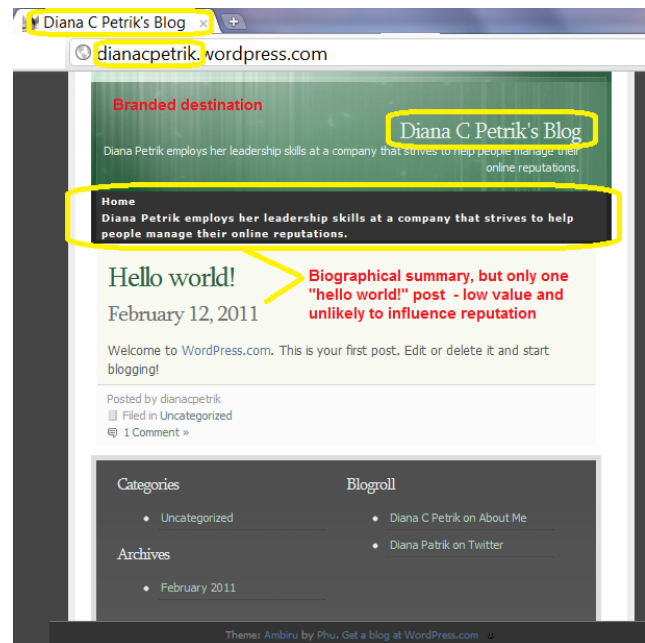 Diana C Petrik's Blog
dianacpetrik.wordpress.com
Branded destination
Diana C Petrik's Blog
Diana Petrik employs her leadership skills at a company that strives to help people manage their
online reputations.
Home
Diana Petrik employs her leadership skills at a company that strives to help
people manage their online reputations.
Hello world!
February 12, 2011
Biographical summary, but only one
"hello world!" post - low value and
unlikely to influence reputation
Welcome to WordPress.com. This is your first post. Edit or delete it and start
blogging!
Posted by dianacpetrik
Filed in Uncategorized
1 Comment »
Categories
Uncategorized
Archives
February 2011
Blogroll
Diana C Petrik on About Me
Diana Patrik on Twitter
Theme: Ambiru by Phu. Get a blog at WordPress.com